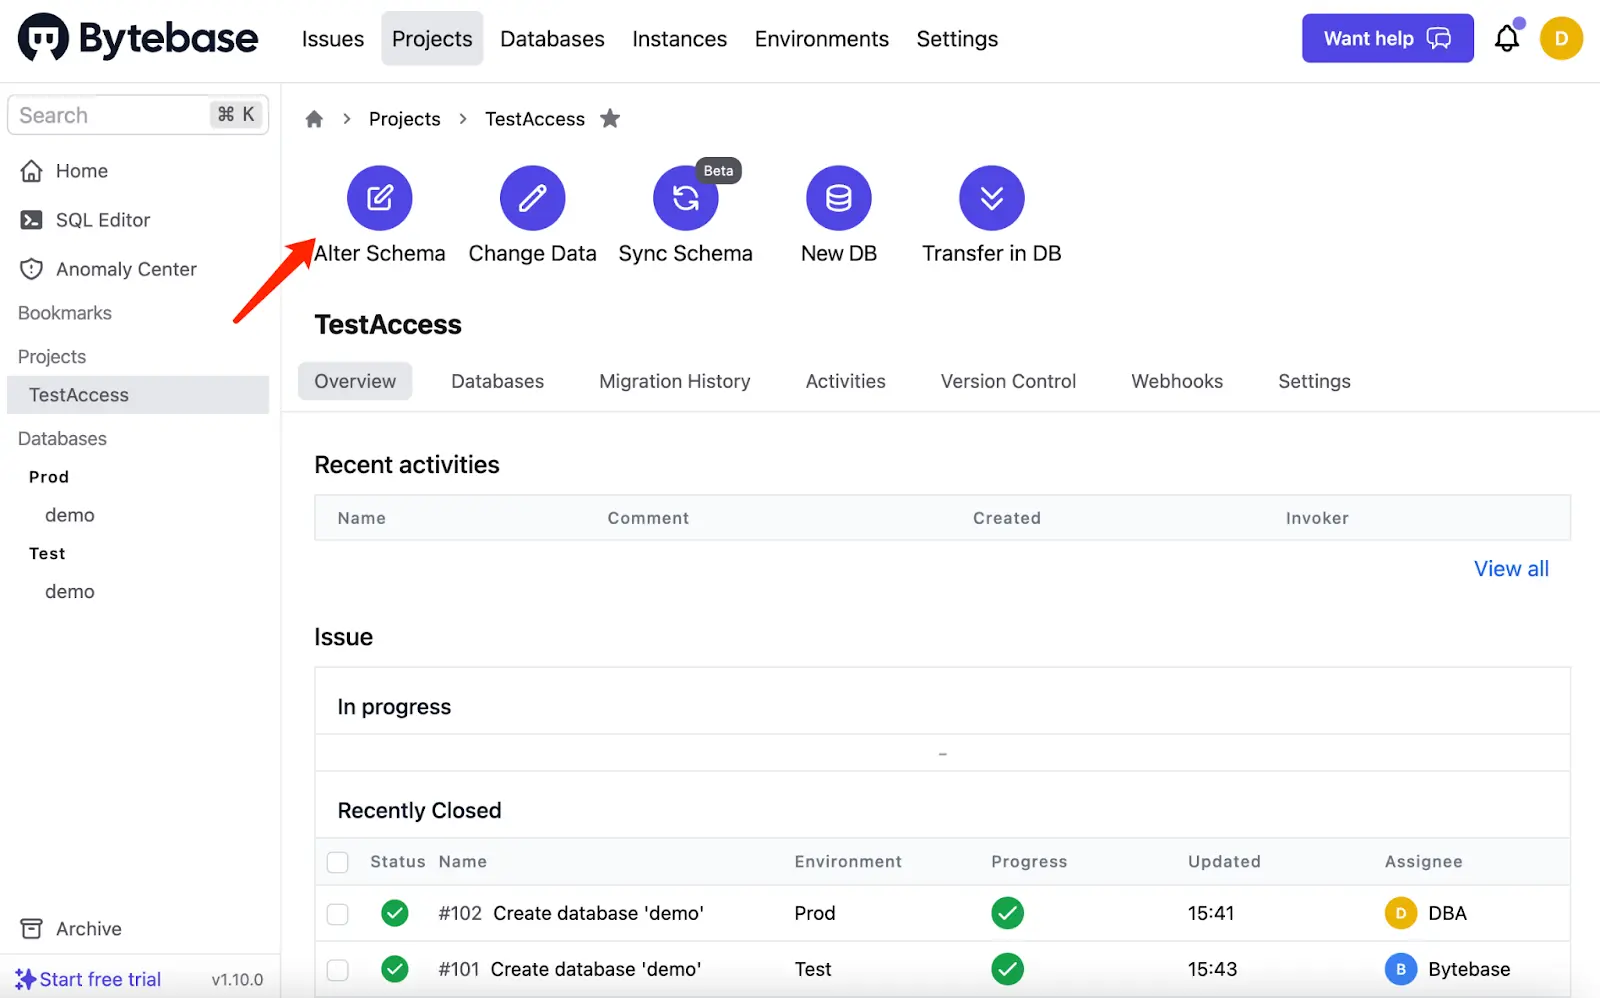 Bytebase Issues Projects Databases Instances Environments Settings Want help D
Search ⌘ K
Home
SQL Editor
Anomaly Center
Bookmarks
Projects
TestAccess
Databases
Prod
demo
Test
demo
Archive
Start free trial v1.10.0
Projects TestAccess
Beta
Alter Schema Change Data Sync Schema New DB Transfer in DB
TestAccess
Overview Databases Migration History Activities Version Control Webhooks Settings
Recent activities
Name Comment Created Invoker
View all
Issue
In progress
–
Recently Closed
Status Name Environment Progress Updated Assignee
#102 Create database 'demo' Prod 15:41 D DBA
#101 Create database 'demo' Test 15:43 B Bytebase